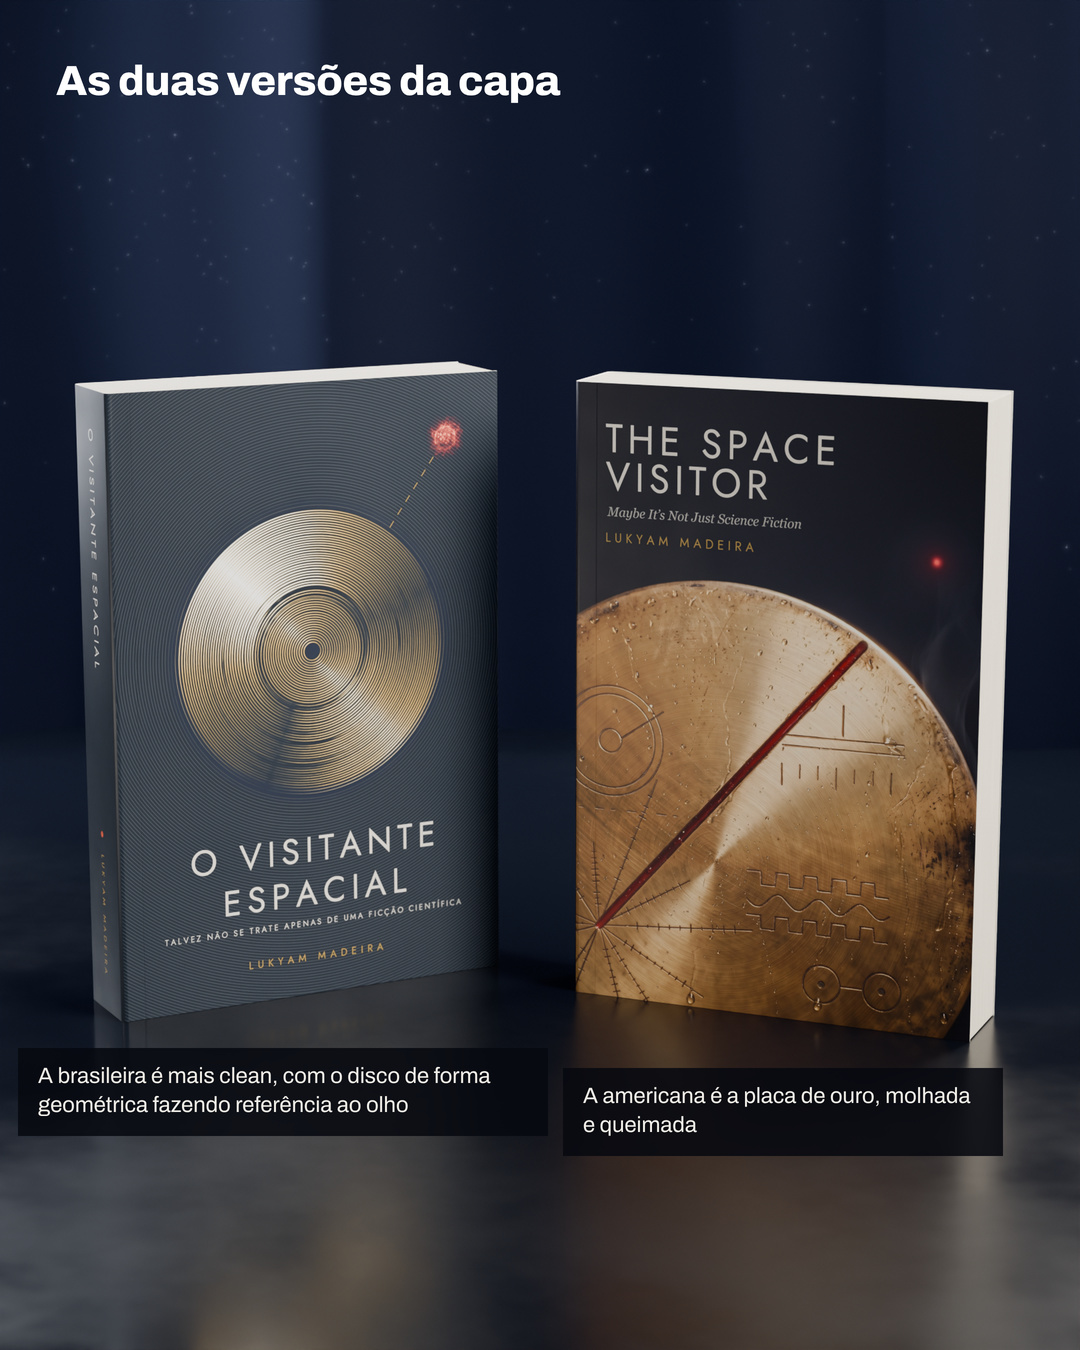 As duas versões da capa
O VISITANTE ESPACIAL
LUKYAM MADEIRA
O VISITANTE
ESPACIAL
TALVEZ NÃO SE TRATE APENAS DE UMA FICÇÃO CIENTÍFICA
LUKYAM MADEIRA
THE SPACE
VISITOR
Maybe It's Not Just Science Fiction
LUKYAM MADEIRA
A brasileira é mais clean, com o disco de forma
geométrica fazendo referência ao olho
A americana é a placa de ouro, molhada
e queimada